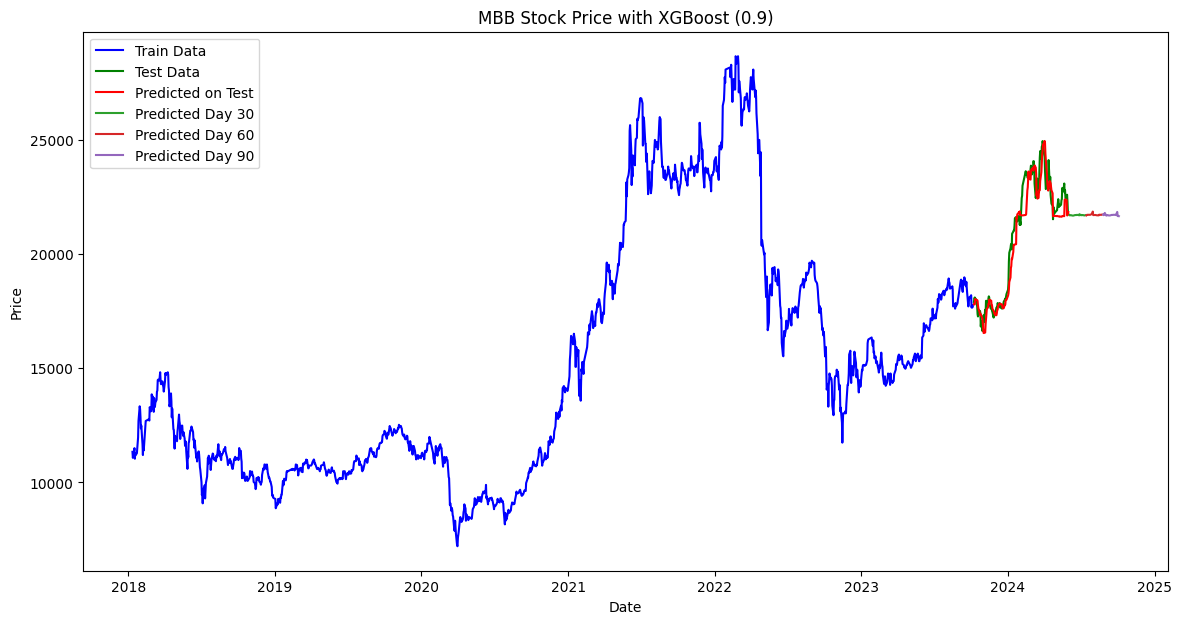 MBB Stock Price with XGBoost (0.9)
Train Data
Test Data
Predicted on Test
Predicted Day 30
Predicted Day 60
Predicted Day 90
Price
25000
20000
15000
10000
2018 2019 2020 2021 2022 2023 2024 2025
Date